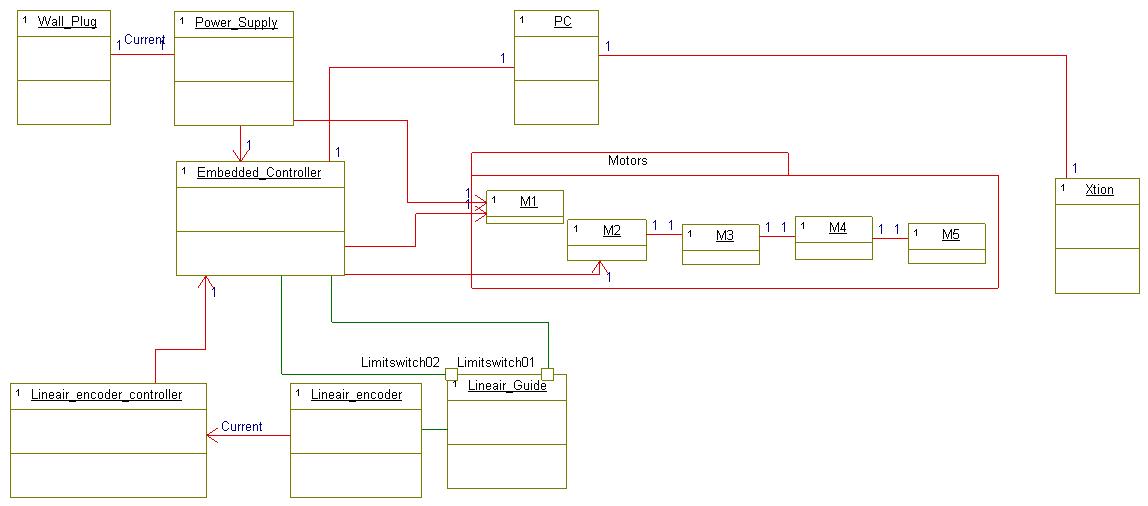 1 Wall_Plug
1 Current 1
1 Power_Supply
1
1 PC
1
1
1
1 Embedded_Controller
1
Motors
1
1
1 M1
1 M2
1 1
1 M3
1 1
1 M4
1 1
1 M5
1
1 Xtion
1
1
Limitswitch02
Limitswitch01
1 Lineair_encoder_controller
Current
1 Lineair_encoder
1 Lineair_Guide